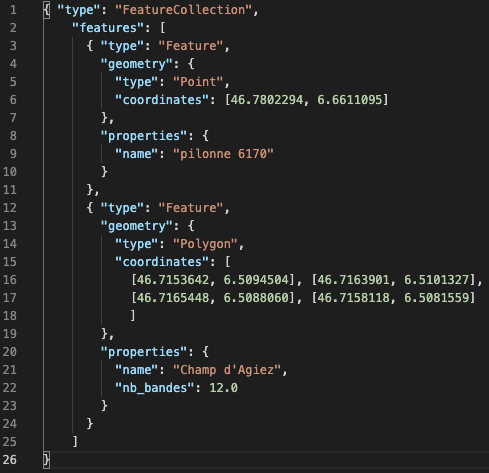 1 { "type": "FeatureCollection",
2 "features": [
3 { "type": "Feature",
4 "geometry": {
5 "type": "Point",
6 "coordinates": [46.7802294, 6.6611095]
7 },
8 "properties": {
9 "name": "pilonne 6170"
10 }
11 },
12 { "type": "Feature",
13 "geometry": {
14 "type": "Polygon",
15 "coordinates": [
16 [46.7153642, 6.5094504], [46.7163901, 6.5101327],
17 [46.7165448, 6.5088060], [46.7158118, 6.5081559]
18 ]
19 },
20 "properties": {
21 "name": "Champ d'Agiez",
22 "nb_bandes": 12.0
23 }
24 }
25 ]
26 }